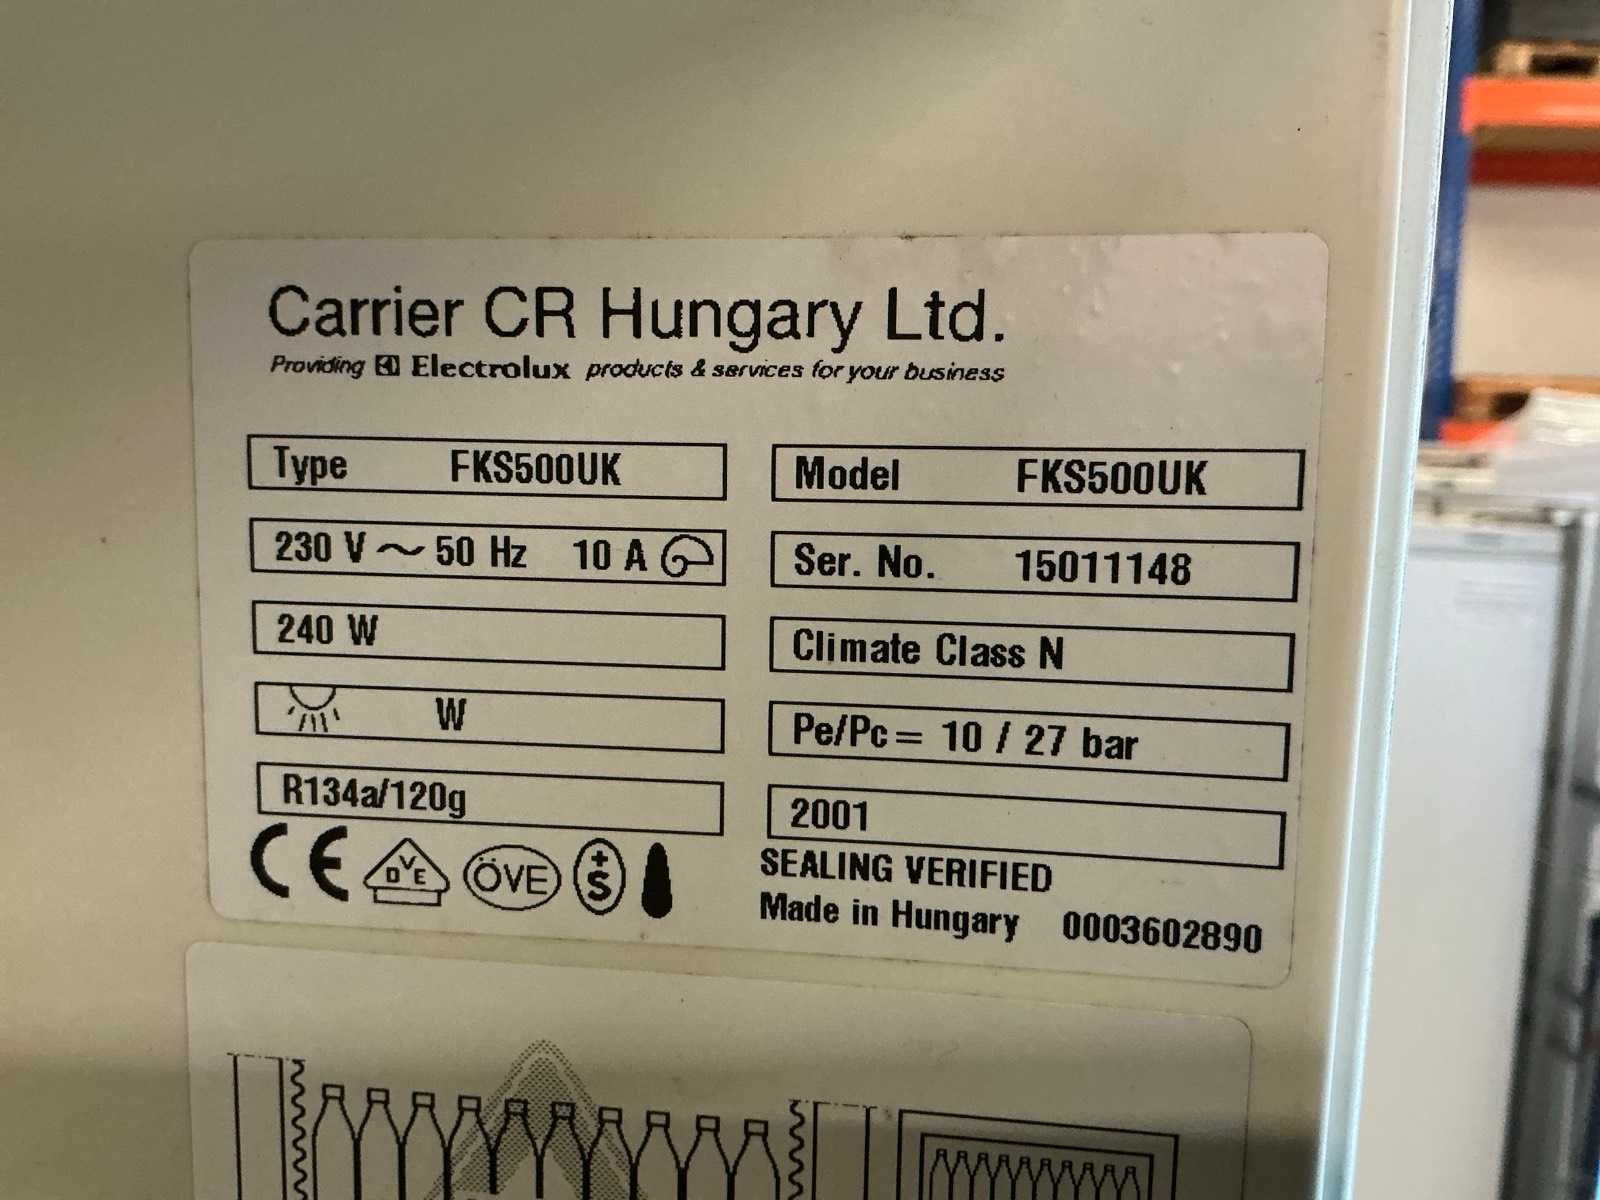 Carrier CR Hungary Ltd.
Providing Electrolux products & services for your business
Type FKS500UK
Model FKS500UK
230 V ~ 50 Hz 10 A
Ser. No. 15011148
240 W
Climate Class N
W
Pe/Pc = 10 / 27 bar
R134a/120g
2001
CE VDE ÖVE +S
SEALING VERIFIED
Made in Hungary 0003602890